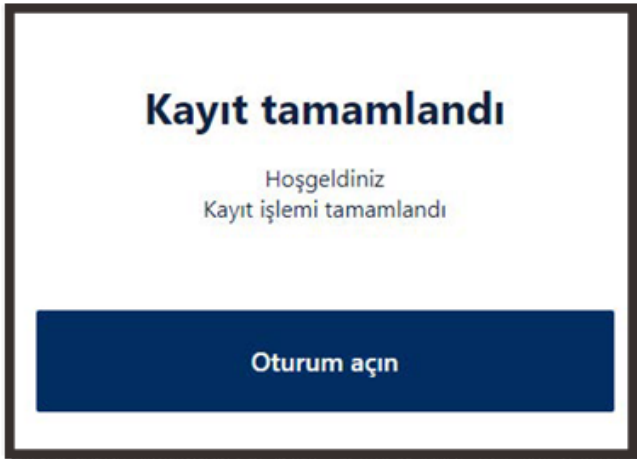 Kayıt tamamlandı
Hoşgeldiniz
Kayıt işlemi tamamlandı
Oturum açın